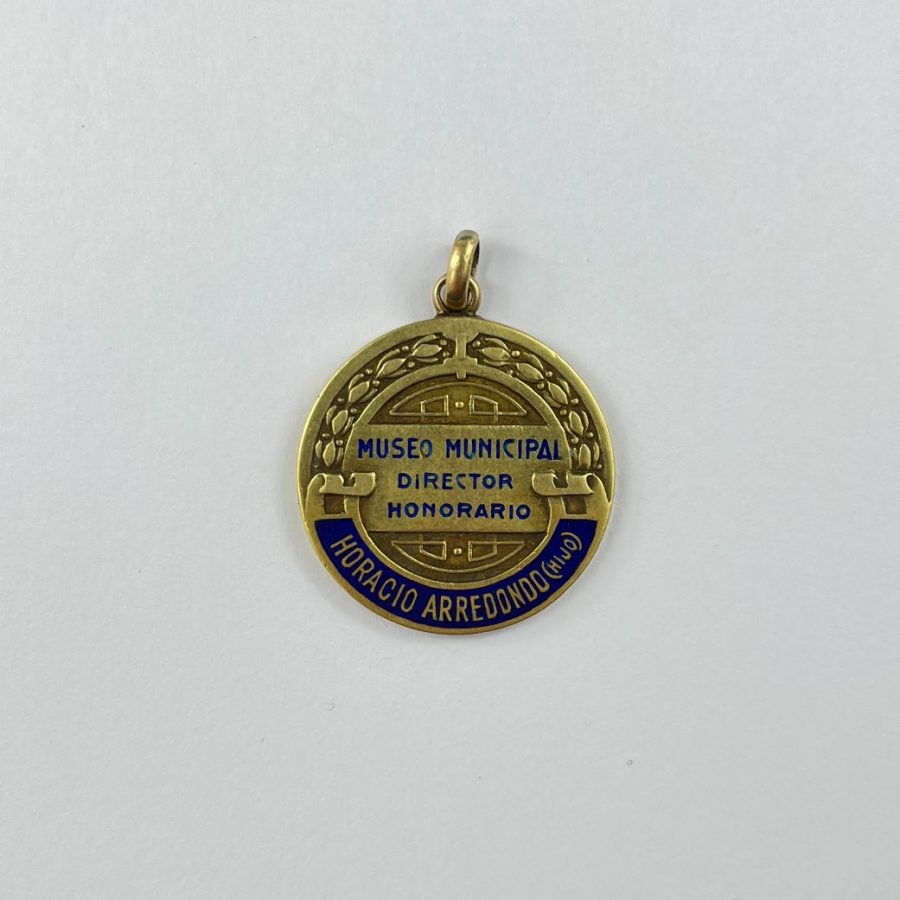 MUSEO MUNICIPAL
DIRECTOR
HONORARIO
HORACIO ARREDONDO (HIJO)